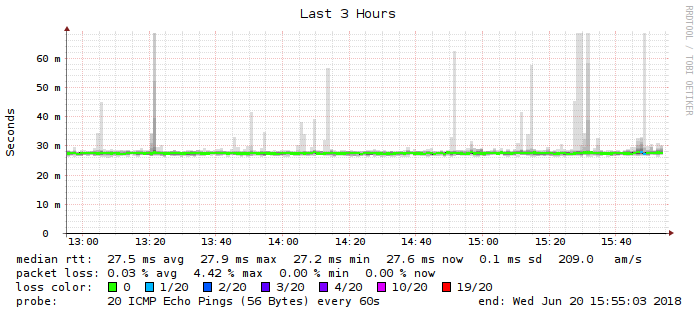 Last 3 Hours
RRDTOOL / TOBI OETIKER
Seconds
60 m
50 m
40 m
30 m
20 m
10 m
0
13:00 13:20 13:40 14:00 14:20 14:40 15:00 15:20 15:40
median rtt: 27.5 ms avg 27.9 ms max 27.2 ms min 27.6 ms now 0.1 ms sd 209.0 am/s
packet loss: 0.03 % avg 4.42 % max 0.00 % min 0.00 % now
loss color: 0 1/20 2/20 3/20 4/20 10/20 19/20
probe: 20 ICMP Echo Pings (56 Bytes) every 60s end: Wed Jun 20 15:55:03 2018